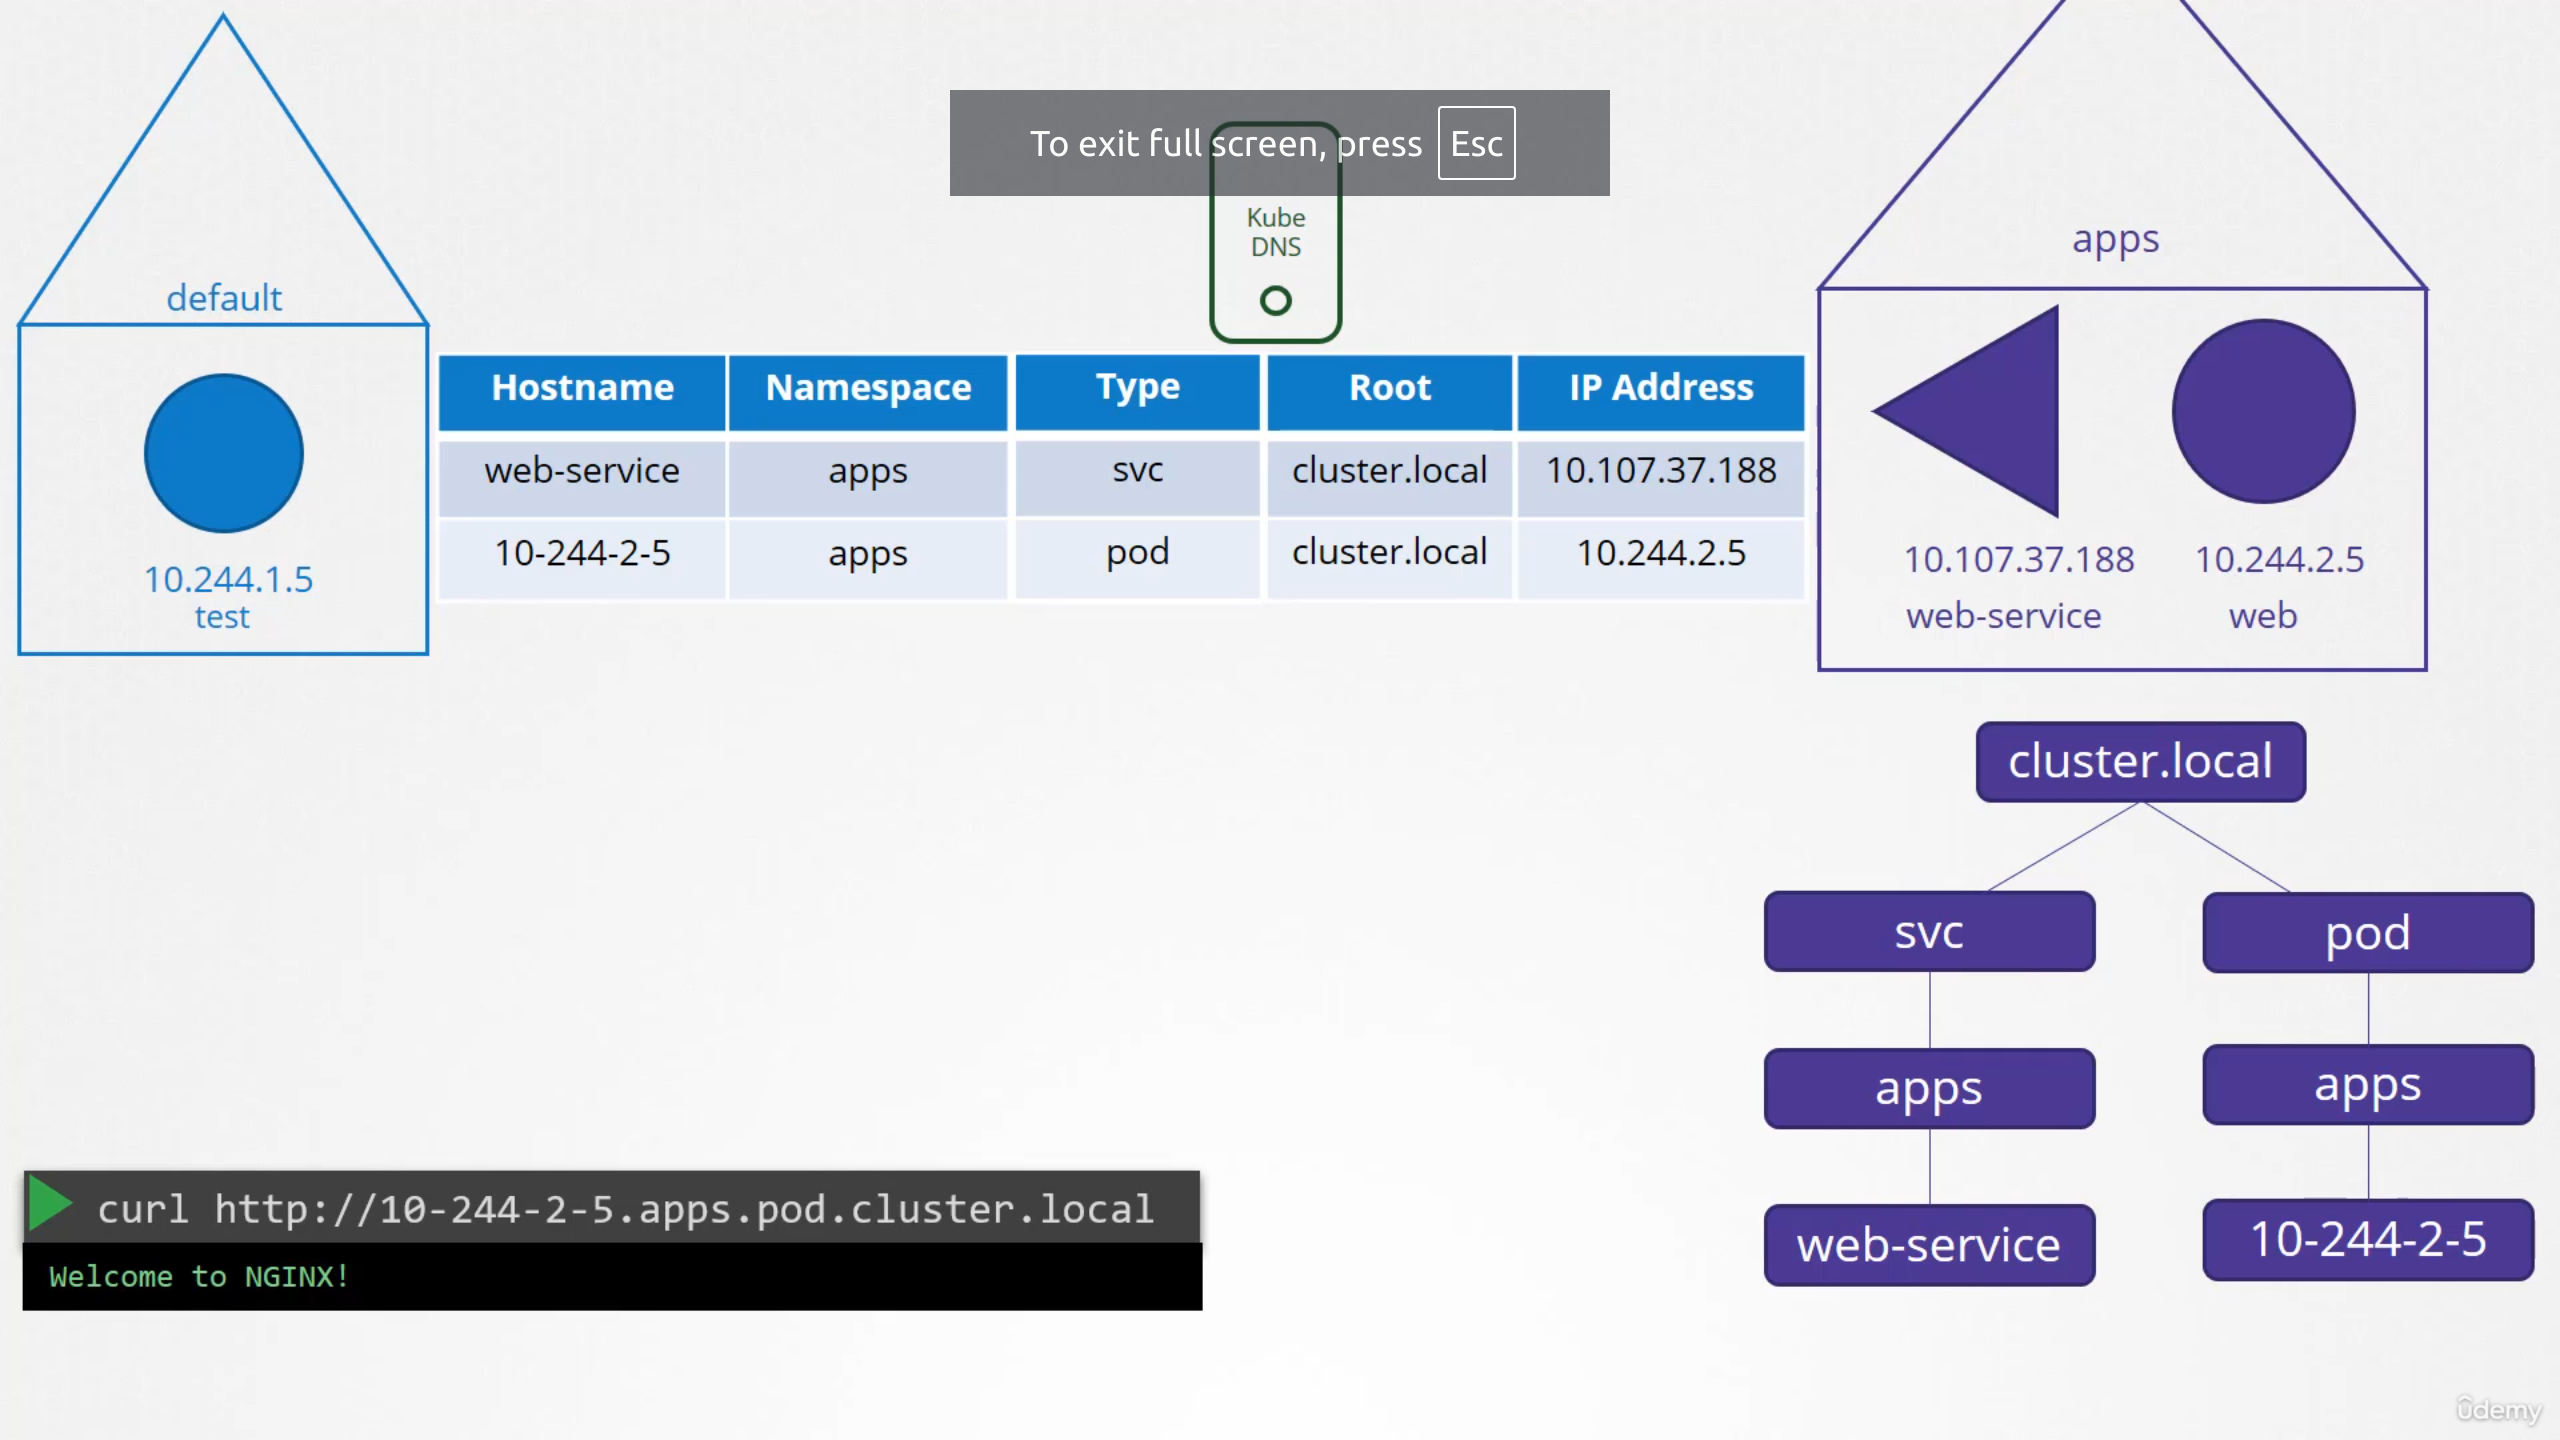 To exit full screen, press Esc
Kube
DNS
default
10.244.1.5
test
Hostname Namespace Type Root IP Address
web-service apps svc cluster.local 10.107.37.188
10-244-2-5 apps pod cluster.local 10.244.2.5
apps
10.107.37.188 10.244.2.5
web-service web
cluster.local
svc pod
apps apps
web-service 10-244-2-5
curl http://10-244-2-5.apps.pod.cluster.local
Welcome to NGINX!
ûdemy